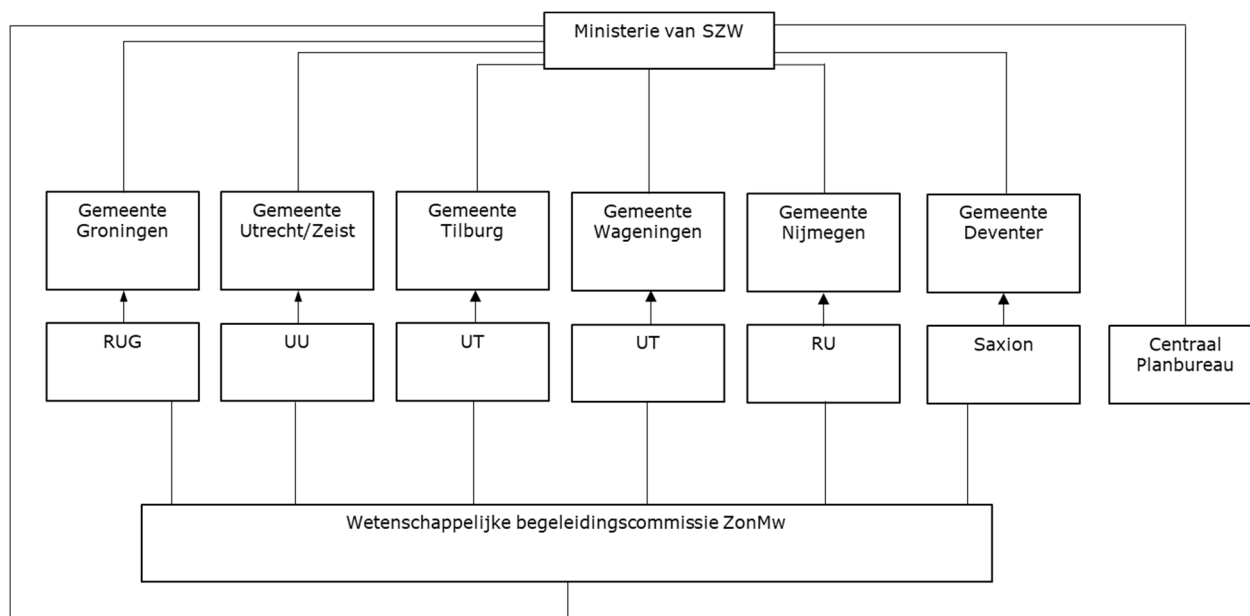 Ministerie van SZW
Gemeente
Groningen
Gemeente
Utrecht/Zeist
Gemeente
Tilburg
Gemeente
Wageningen
Gemeente
Nijmegen
Gemeente
Deventer
RUG
UU
UT
UT
RU
Saxion
Centraal
Planbureau
Wetenschappelijke begeleidingscommissie ZonMw